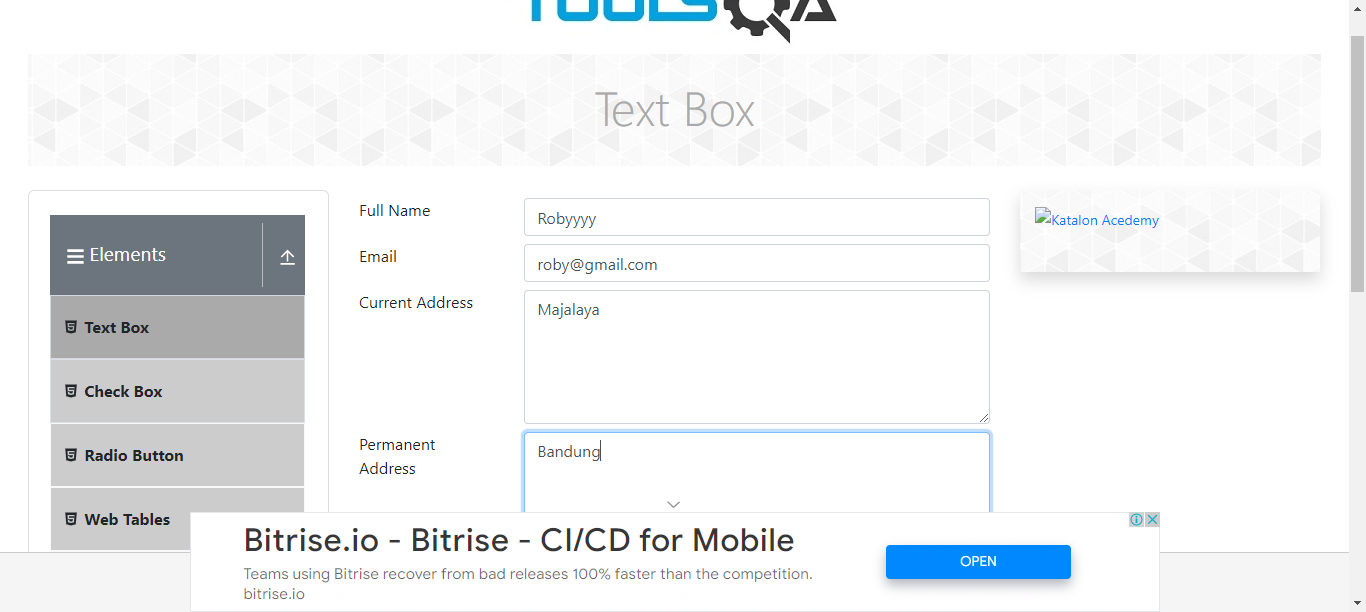 TOOLSQA
Text Box
Elements
Text Box
Check Box
Radio Button
Web Tables
Full Name
Robyyyy
Email
roby@gmail.com
Current Address
Majalaya
Permanent
Address
Bandung
Katalon Acedemy
Bitrise.io - Bitrise - CI/CD for Mobile
Teams using Bitrise recover from bad releases 100% faster than the competition.
bitrise.io
OPEN